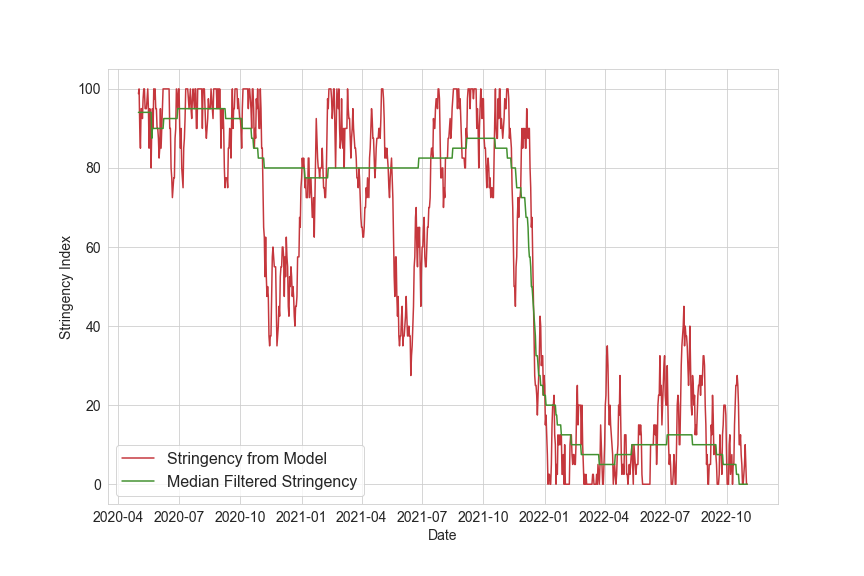 100
80
60
40
20
0
Stringency Index
Stringency from Model
Median Filtered Stringency
2020-04 2020-07 2020-10 2021-01 2021-04 2021-07 2021-10 2022-01 2022-04 2022-07 2022-10
Date